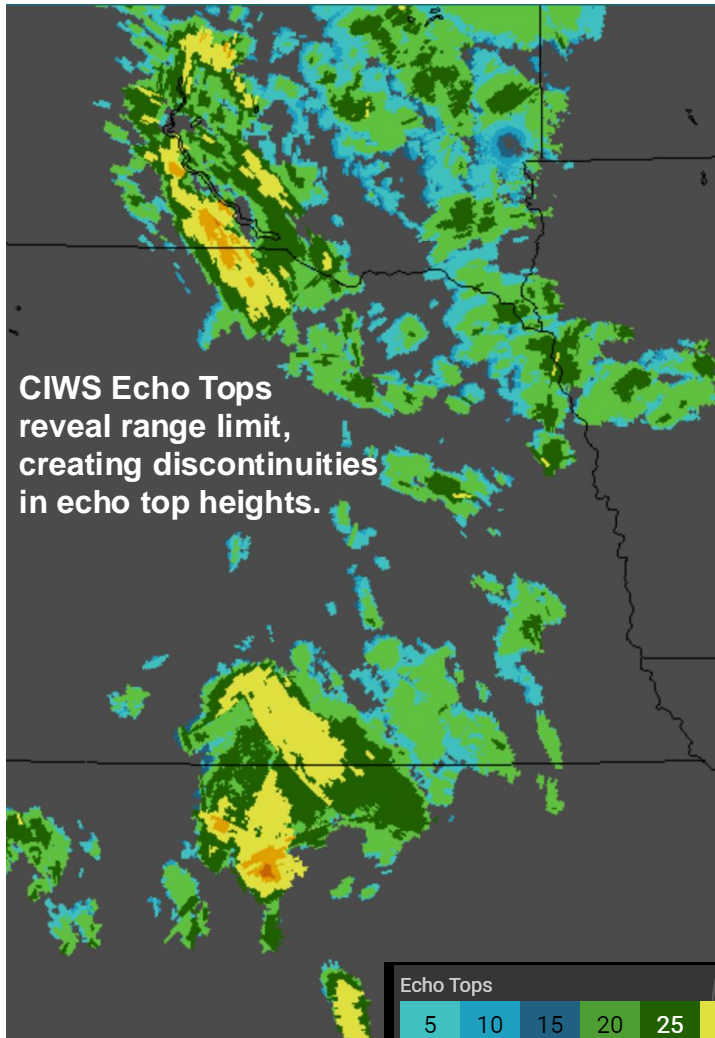 CIWS Echo Tops
reveal range limit,
creating discontinuities
in echo top heights.
Echo Tops
5 10 15 20 25